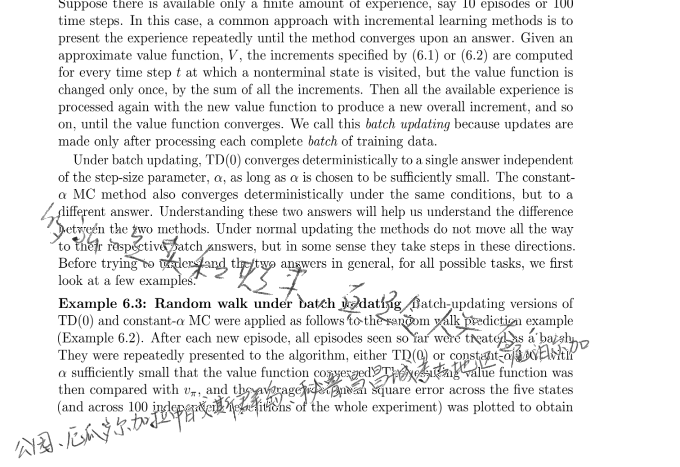 Suppose there is available only a finite amount of experience, say 10 episodes or 100
time steps. In this case, a common approach with incremental learning methods is to
present the experience repeatedly until the method converges upon an answer. Given an
approximate value function, V, the increments specified by (6.1) or (6.2) are computed
for every time step t at which a nonterminal state is visited, but the value function is
changed only once, by the sum of all the increments. Then all the available experience is
processed again with the new value function to produce a new overall increment, and so
on, until the value function converges. We call this batch updating because updates are
made only after processing each complete batch of training data.
Under batch updating, TD(0) converges deterministically to a single answer independent
of the step-size parameter, α, as long as α is chosen to be sufficiently small. The constant-
α MC method also converges deterministically under the same conditions, but to a
different answer. Understanding these two answers will help us understand the difference
between the two methods. Under normal updating the methods do not move all the way
to their respective batch answers, but in some sense they take steps in these directions.
Before trying to understand the two answers in general, for all possible tasks, we first
look at a few examples.
Example 6.3: Random walk under batch updating Batch-updating versions of
TD(0) and constant-α MC were applied as follows to the random walk prediction example
(Example 6.2). After each new episode, all episodes seen so far were treated as a batch.
They were repeatedly presented to the algorithm, either TD(0) or constant-α MC, with
α sufficiently small that the value function converged. The resulting value function was
then compared with vπ, and the average root mean square error across the five states
(and across 100 independent repetitions of the whole experiment) was plotted to obtain
公园、厄瓜多尔加拉